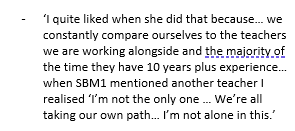 - 'I quite liked when she did that because... we
constantly compare ourselves to the teachers
we are working alongside and the majority of
the time they have 10 years plus experience...
when SBM1 mentioned another teacher I
realised 'I'm not the only one ... We're all
taking our own path... I'm not alone in this.'